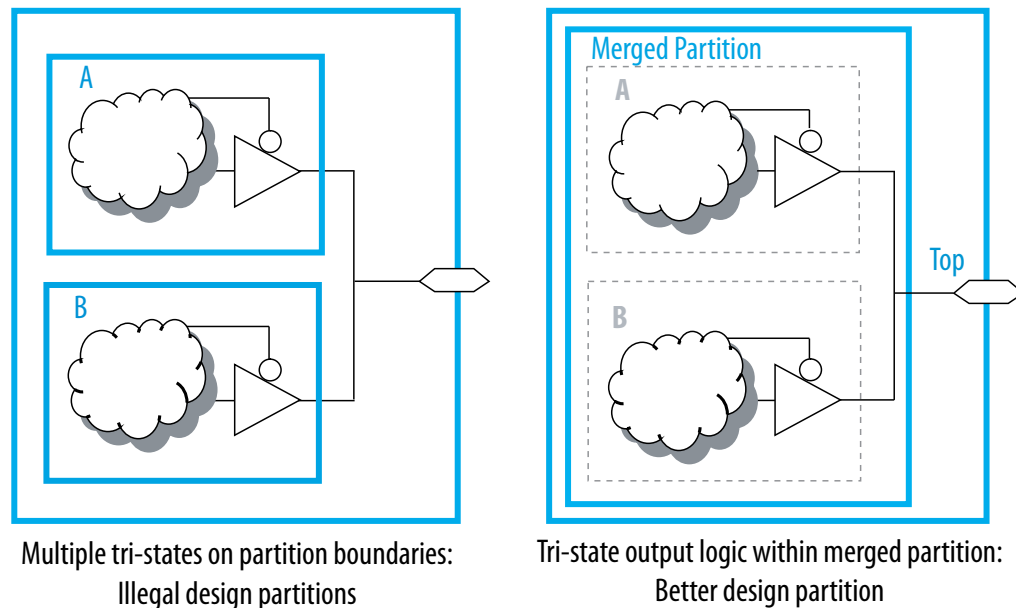 A
B
Multiple tri-states on partition boundaries:
Illegal design partitions
Merged Partition
A
B
Top
Tri-state output logic within merged partition:
Better design partition